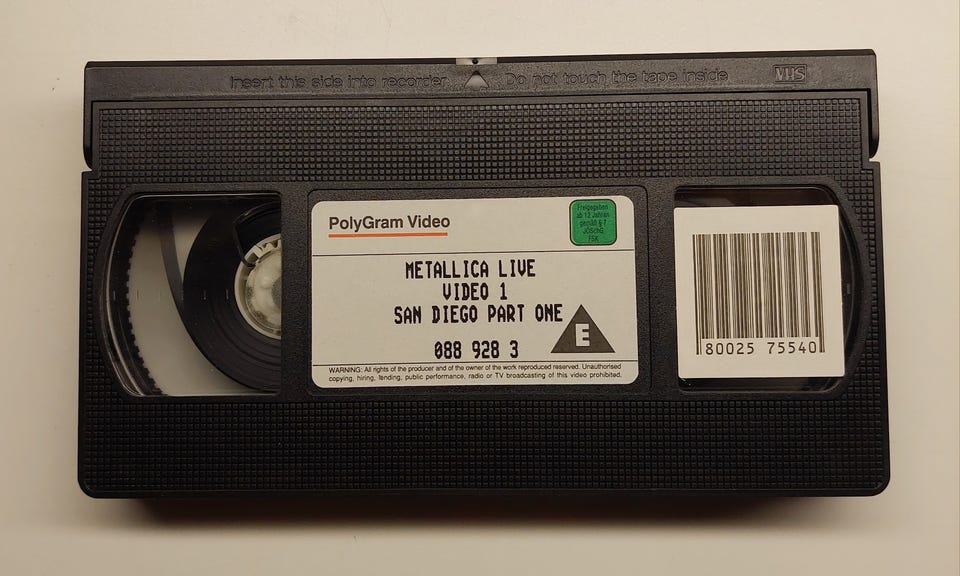 Insert this side into recorder Do not touch the tape inside VHS
PolyGram Video
Freigegeben
ab 12 Jahren
gemäß § 7
JÖSchG
FSK
METALLICA LIVE
VIDEO 1
SAN DIEGO PART ONE
E
088 928 3
WARNING: All rights of the producer and of the owner of the work reproduced reserved. Unauthorised
copying, hiring, lending, public performance, radio or TV broadcasting of this video prohibited.
80025 75540